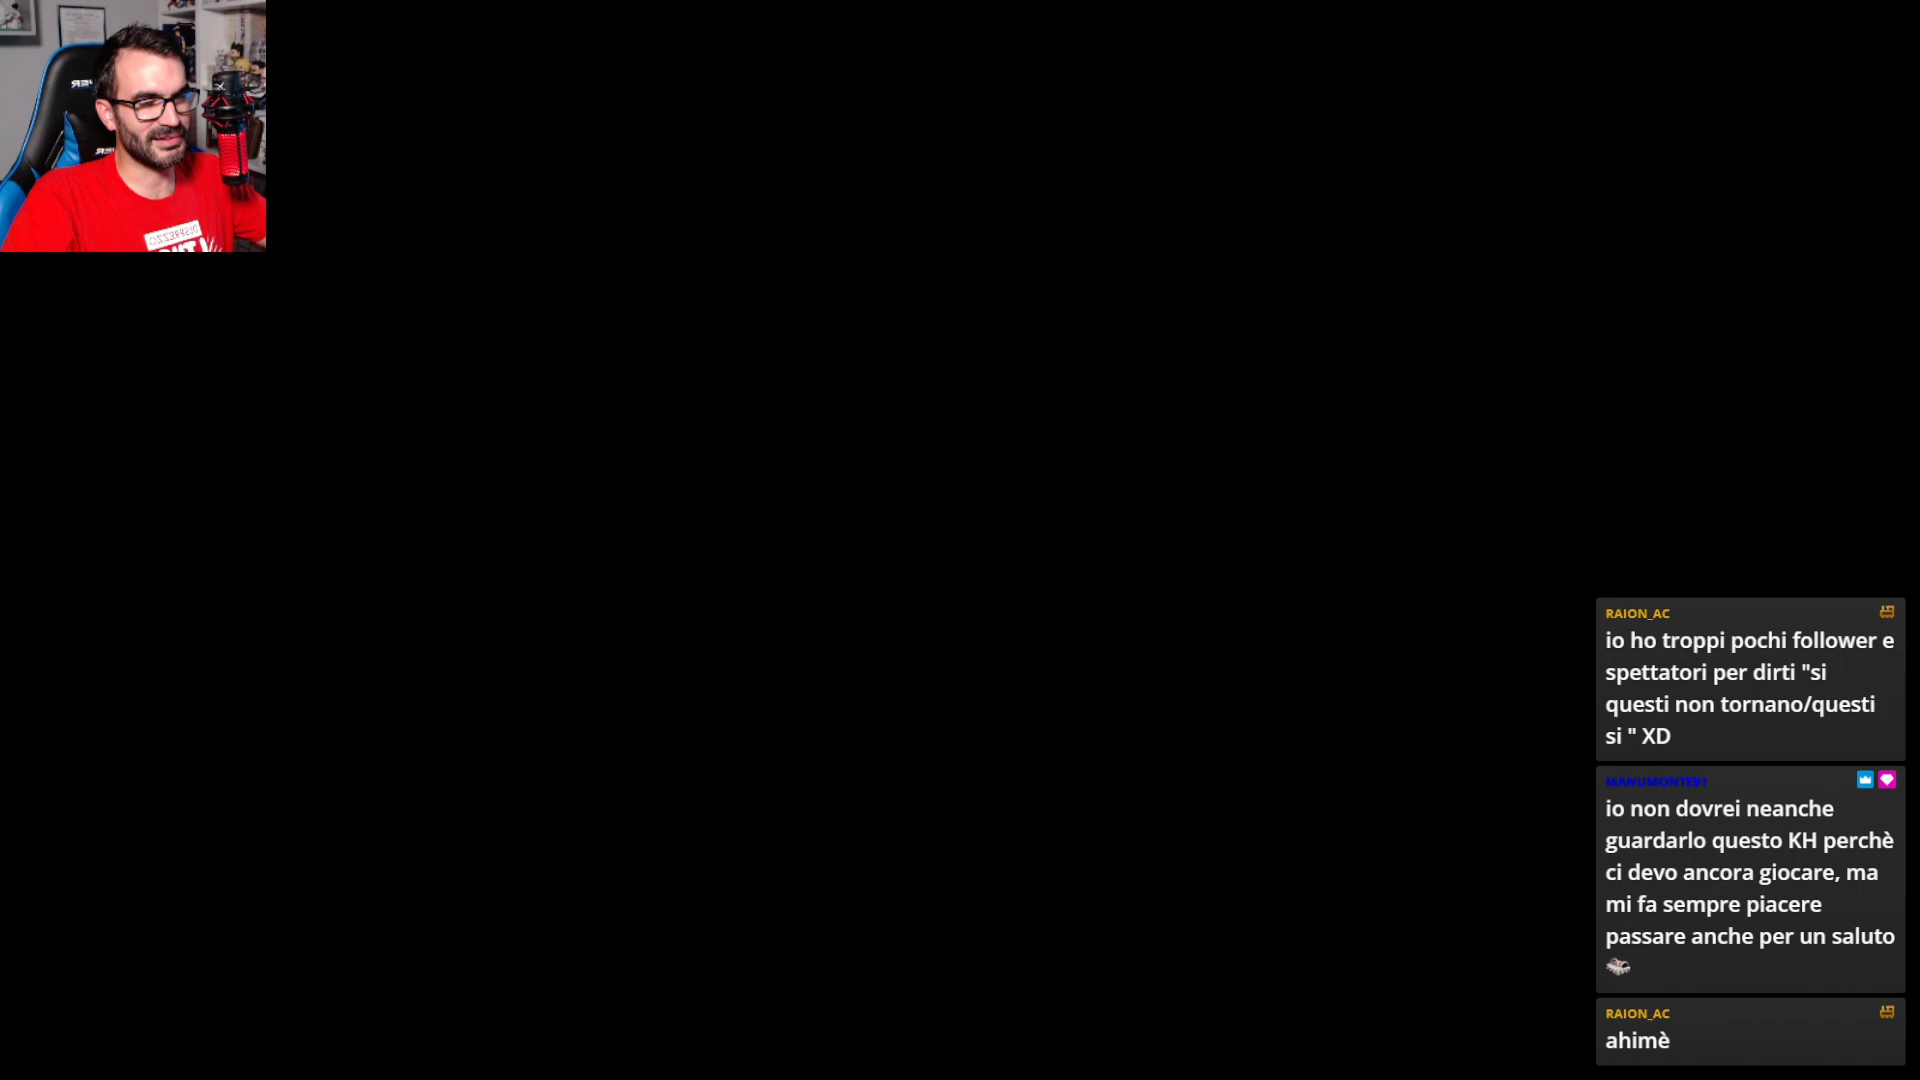 DISPREZZO
RAION_AC
io ho troppi pochi follower e
spettatori per dirti "si
questi non tornano/questi
si " XD
MANUMONTE91
io non dovrei neanche
guardarlo questo KH perchè
ci devo ancora giocare, ma
mi fa sempre piacere
passare anche per un saluto
RAION_AC
ahimè